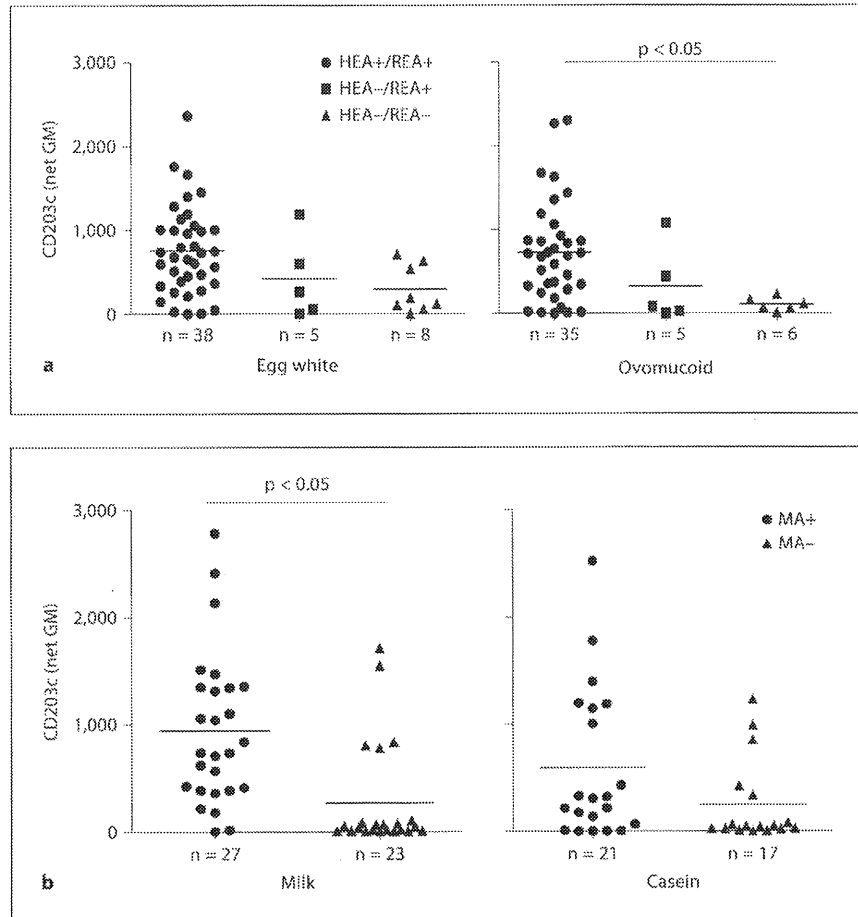 3,000
2,000
1,000
0
CD203c (net GM)
HEA+/REA+
HEA–/REA+
HEA–/REA–
p < 0.05
n = 38
n = 5
n = 8
Egg white
n = 35
n = 5
n = 6
Ovomucoid
a
3,000
2,000
1,000
0
CD203c (net GM)
p < 0.05
MA+
MA–
n = 27
n = 23
Milk
n = 21
n = 17
Casein
b